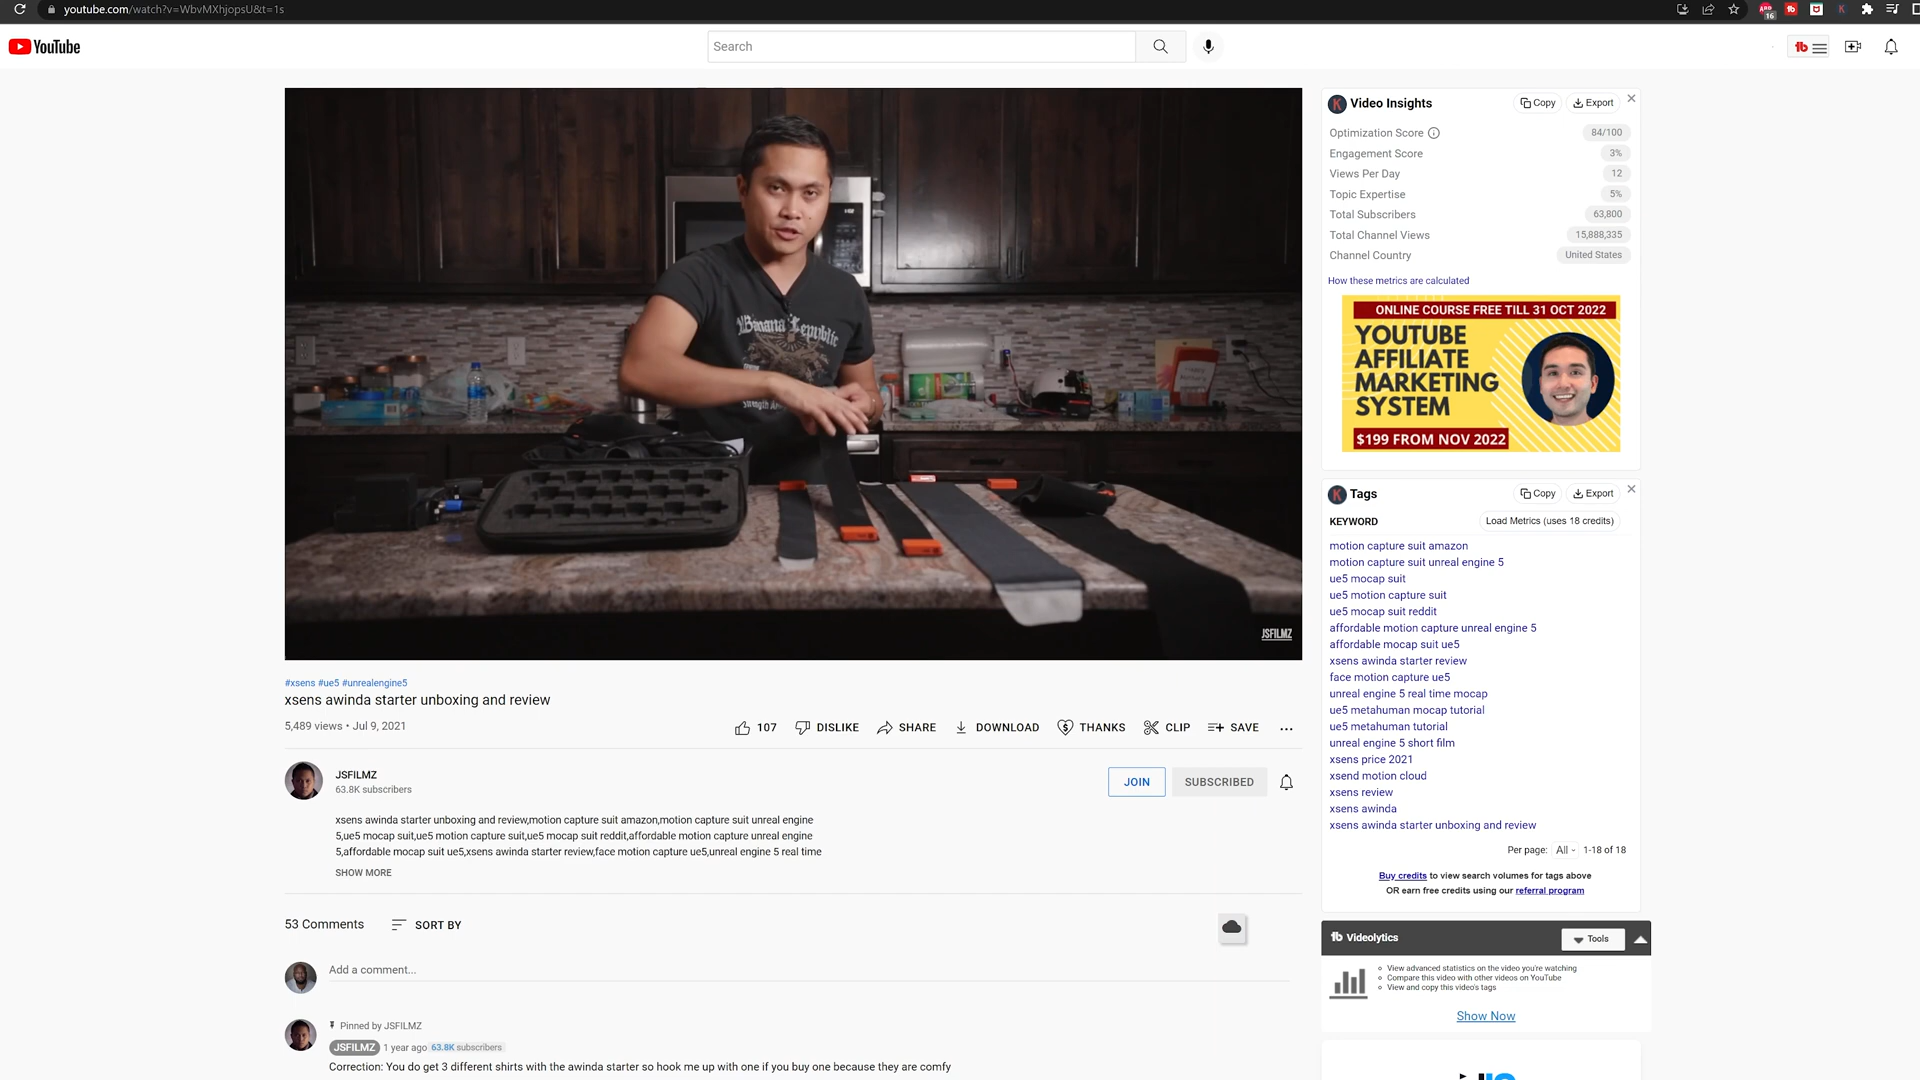 youtube.com/watch?v=WbvMXhjopsU&t=1s
16
YouTube
Search
Banana Republic
JSFILMZ
#xsens #ue5 #unrealengine5
xsens awinda starter unboxing and review
5,489 views • Jul 9, 2021
107
DISLIKE
SHARE
DOWNLOAD
THANKS
CLIP
SAVE
JSFILMZ
63.8K subscribers
JOIN
SUBSCRIBED
xsens awinda starter unboxing and review,motion capture suit amazon,motion capture suit unreal engine
5,ue5 mocap suit,ue5 motion capture suit,ue5 mocap suit reddit,affordable motion capture unreal engine
5,affordable mocap suit ue5,xsens awinda starter review,face motion capture ue5,unreal engine 5 real time
SHOW MORE
53 Comments
SORT BY
Add a comment...
Pinned by JSFILMZ
JSFILMZ 1 year ago 63.8K subscribers
Correction: You do get 3 different shirts with the awinda starter so hook me up with one if you buy one because they are comfy
Video Insights
Copy
Export
Optimization Score 84/100
Engagement Score 3%
Views Per Day 12
Topic Expertise 5%
Total Subscribers 63,800
Total Channel Views 15,888,335
Channel Country United States
How these metrics are calculated
ONLINE COURSE FREE TILL 31 OCT 2022
YOUTUBE
AFFILIATE
MARKETING
SYSTEM
$199 FROM NOV 2022
Tags
Copy
Export
KEYWORD
Load Metrics (uses 18 credits)
motion capture suit amazon
motion capture suit unreal engine 5
ue5 mocap suit
ue5 motion capture suit
ue5 mocap suit reddit
affordable motion capture unreal engine 5
affordable mocap suit ue5
xsens awinda starter review
face motion capture ue5
unreal engine 5 real time mocap
ue5 metahuman mocap tutorial
ue5 metahuman tutorial
unreal engine 5 short film
xsens price 2021
xsend motion cloud
xsens review
xsens awinda
xsens awinda starter unboxing and review
Per page: All 1-18 of 18
Buy credits to view search volumes for tags above
OR earn free credits using our referral program
Videolytics
Tools
View advanced statistics on the video you're watching
Compare this video with other videos on YouTube
View and copy this video's tags
Show Now